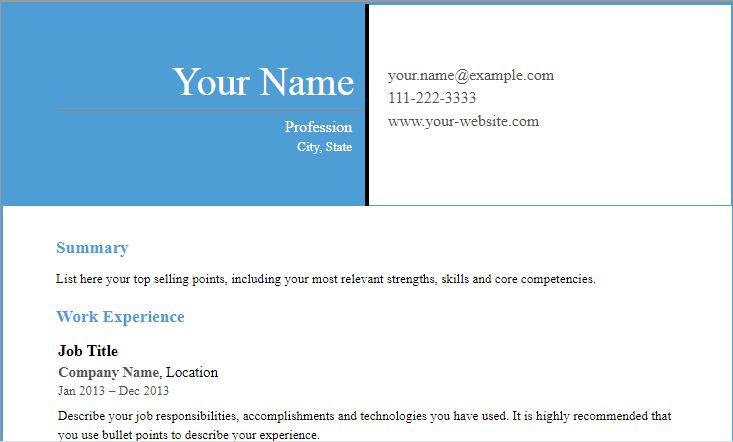 Your Name
Profession
City, State
your.name@example.com
111-222-3333
www.your-website.com
Summary
List here your top selling points, including your most relevant strengths, skills and core competencies.
Work Experience
Job Title
Company Name, Location
Jan 2013 – Dec 2013
Describe your job responsibilities, accomplishments and technologies you have used. It is highly recommended that
you use bullet points to describe your experience.